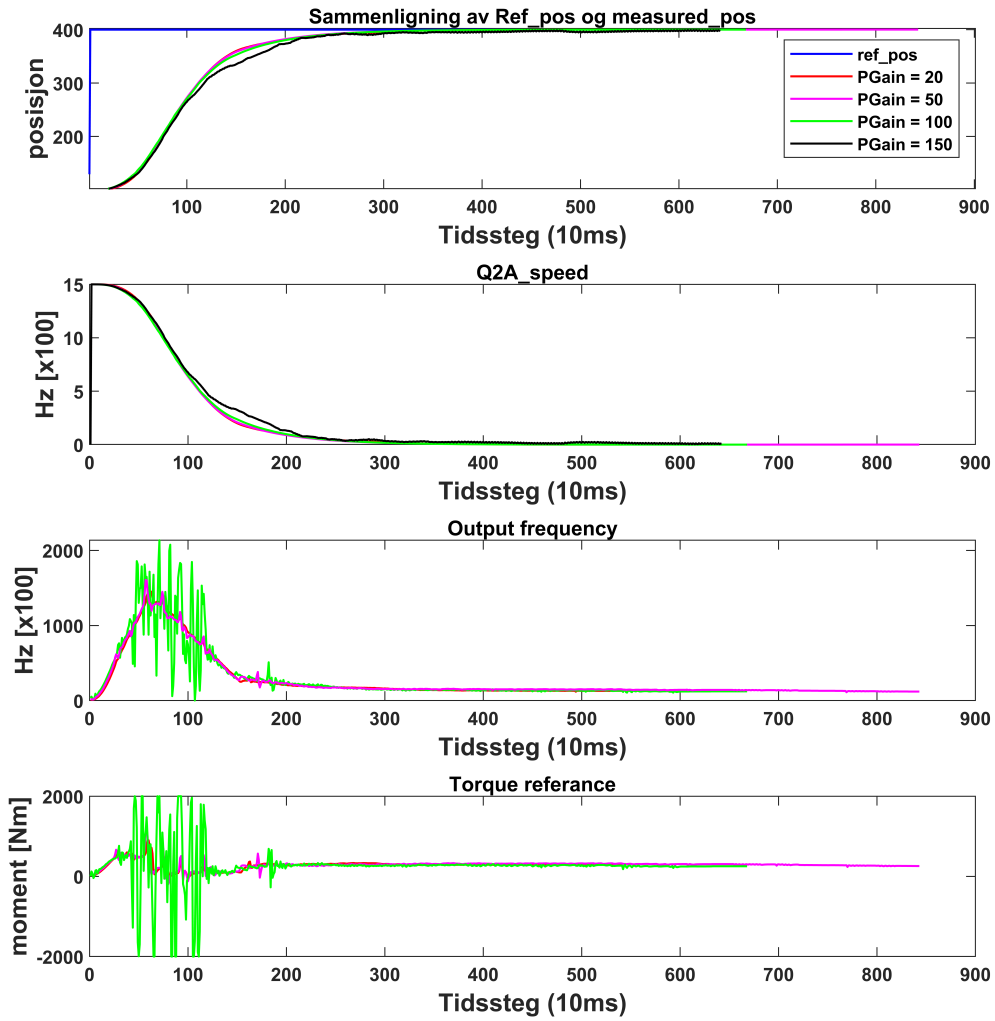 Sammenligning av Ref_pos og measured_pos
400
300
200
posisjon
ref_pos
PGain = 20
PGain = 50
PGain = 100
PGain = 150
100 200 300 400 500 600 700 800 900
Tidssteg (10ms)
Q2A_speed
15
10
5
0
Hz [x100]
0 100 200 300 400 500 600 700 800 900
Tidssteg (10ms)
Output frequency
2000
1000
0
Hz [x100]
0 100 200 300 400 500 600 700 800 900
Tidssteg (10ms)
Torque referance
2000
0
-2000
moment [Nm]
0 100 200 300 400 500 600 700 800 900
Tidssteg (10ms)